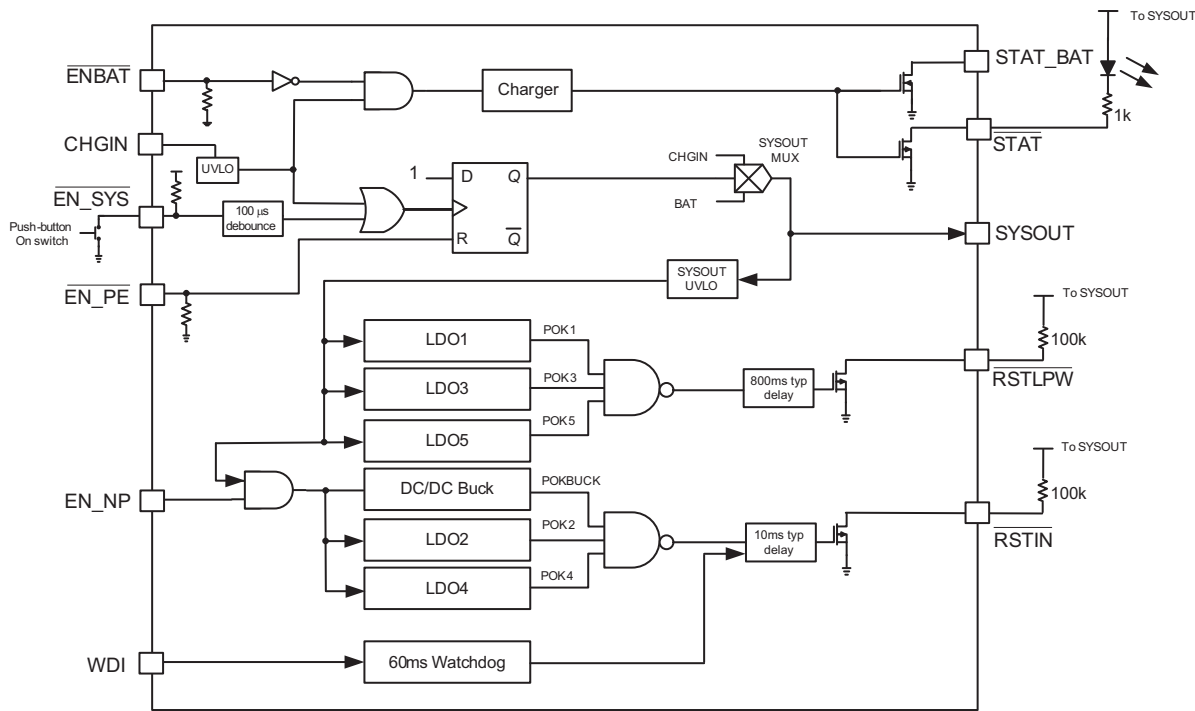 To SYSOUT
ENBAT
STAT_BAT
Charger
1k
CHGIN
STAT
UVLO
CHGIN
SYSOUT
MUX
1
D
Q
EN_SYS
100 μs
debounce
BAT
Push-button
On switch
R
Q
SYSOUT
SYSOUT
UVLO
EN_PE
To SYSOUT
LDO1
POK1
100k
RSTLPW
LDO3
POK3
800ms typ
delay
LDO5
POK5
To SYSOUT
EN_NP
DC/DC Buck
POKBUCK
100k
LDO2
POK2
10ms typ
delay
RSTIN
LDO4
POK4
WDI
60ms Watchdog